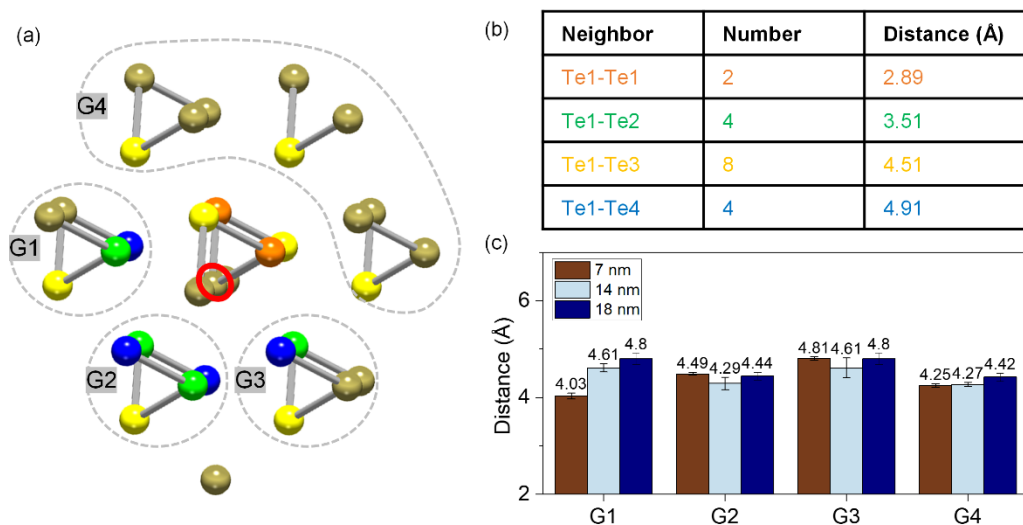 (a)
G4
G1
G2
G3
(b)
Neighbor Number Distance (Å)
Te1-Te1 2 2.89
Te1-Te2 4 3.51
Te1-Te3 8 4.51
Te1-Te4 4 4.91
(c)
7 nm
14 nm
18 nm
Distance (Å)
6
4
2
4.03 4.61 4.8
4.49 4.29 4.44
4.81 4.61 4.8
4.25 4.27 4.42
G1 G2 G3 G4